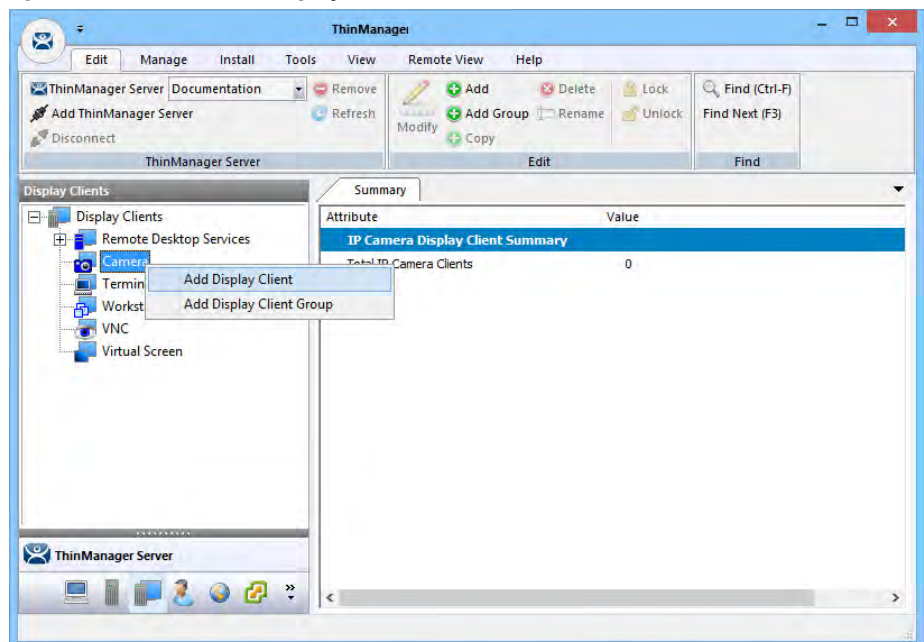 ThinManager
Edit Manage Install Tools View Remote View Help
ThinManager Server Documentation Remove Add Delete Lock Find (Ctrl-F)
Add ThinManager Server Refresh Modify Add Group Rename Unlock Find Next (F3)
Disconnect Copy
ThinManager Server Edit Find
Display Clients Summary
Display Clients Attribute Value
Remote Desktop Services IP Camera Display Client Summary
Camera Total IP Camera Clients 0
Add Display Client
Termin
Add Display Client Group
Workst
VNC
Virtual Screen
ThinManager Server